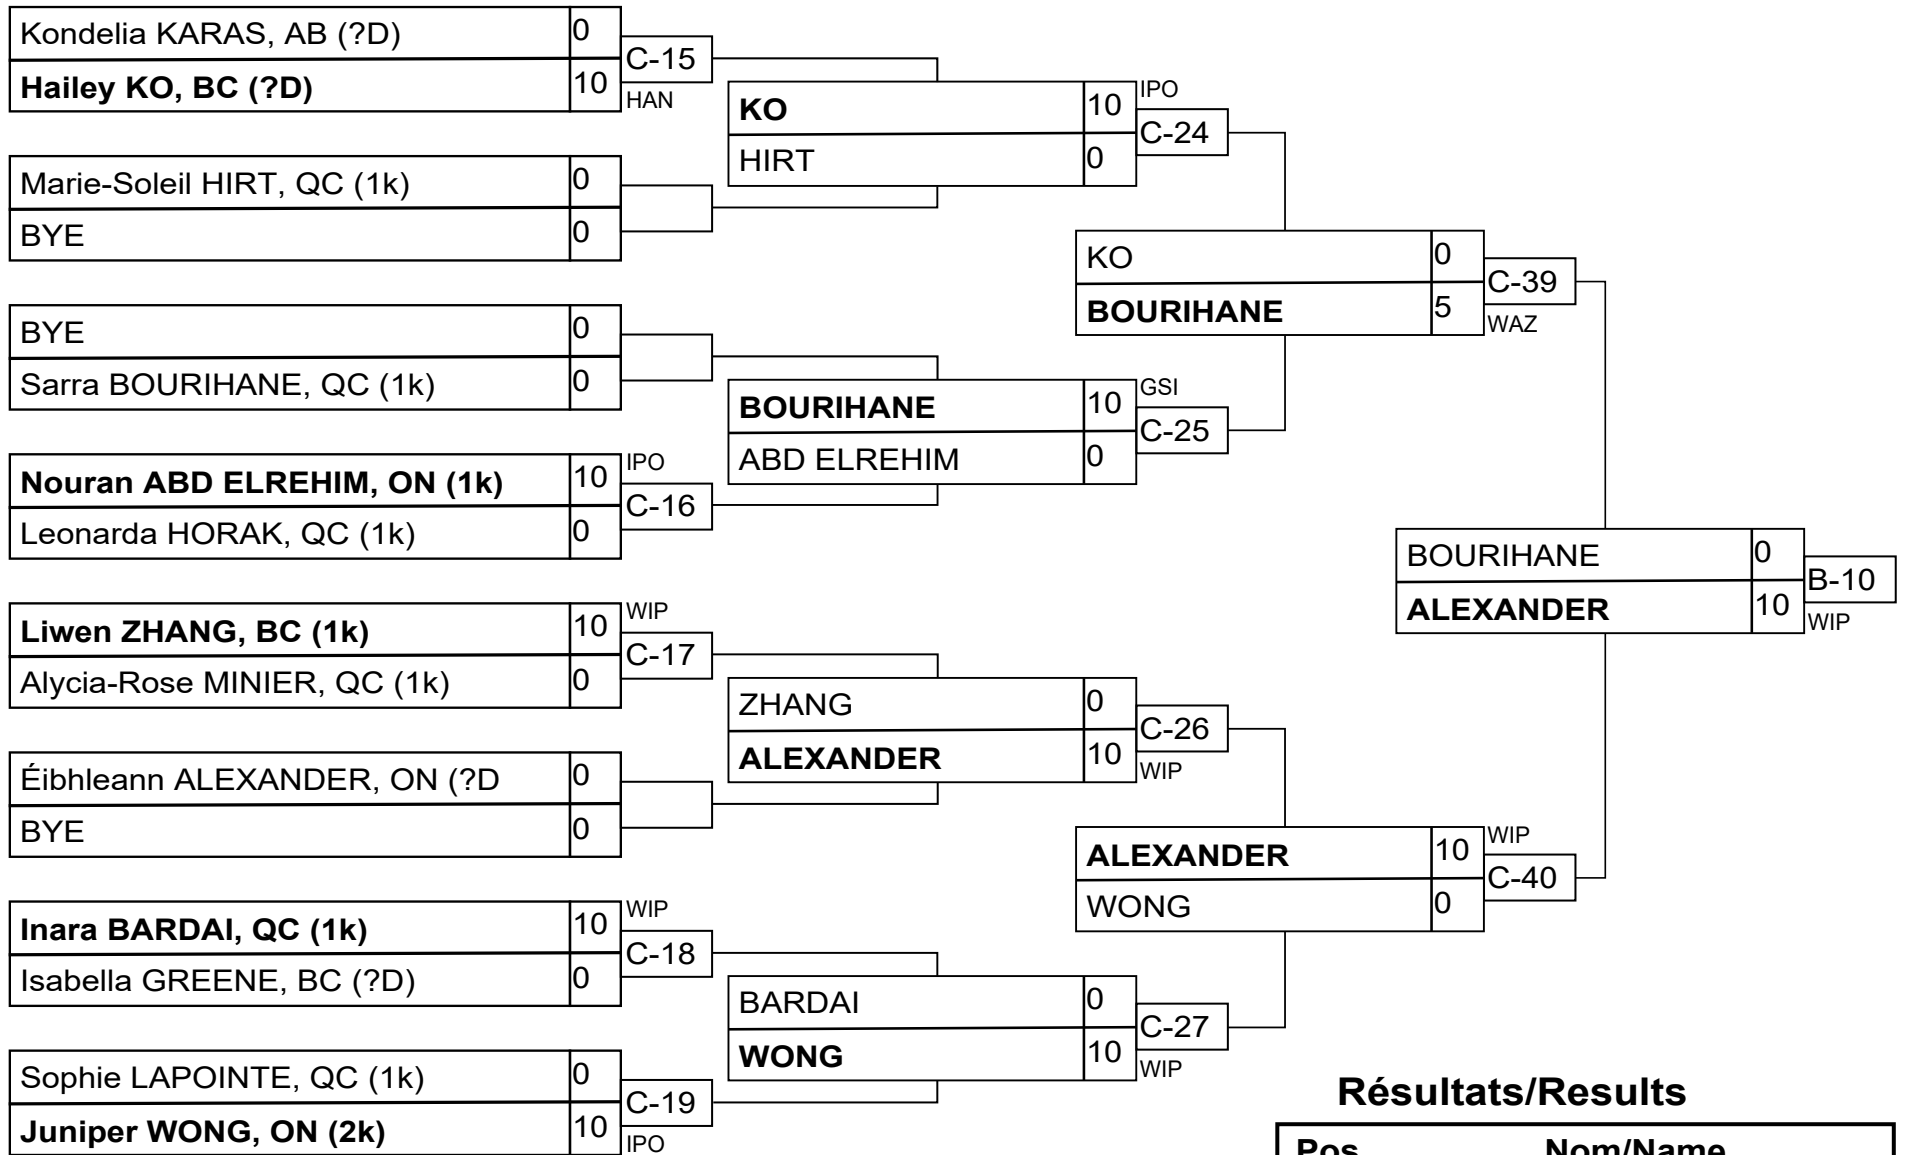 Kondelia KARAS, AB (?D) 0
Hailey KO, BC (?D) 10
C-15
HAN
Marie-Soleil HIRT, QC (1k) 0
BYE 0
BYE 0
Sarra BOURIHANE, QC (1k) 0
Nouran ABD ELREHIM, ON (1k) 10
Leonarda HORAK, QC (1k) 0
IPO
C-16
Liwen ZHANG, BC (1k) 10
Alycia-Rose MINIER, QC (1k) 0
WIP
C-17
Éibhleann ALEXANDER, ON (?D 0
BYE 0
Inara BARDAI, QC (1k) 10
Isabella GREENE, BC (?D) 0
WIP
C-18
Sophie LAPOINTE, QC (1k) 0
Juniper WONG, ON (2k) 10
C-19
IPO
KO 10
HIRT 0
IPO
C-24
BOURIHANE 10
ABD ELREHIM 0
GSI
C-25
ZHANG 0
ALEXANDER 10
C-26
WIP
BARDAI 0
WONG 10
C-27
WIP
KO 0
BOURIHANE 5
C-39
WAZ
ALEXANDER 10
WONG 0
WIP
C-40
BOURIHANE 0
ALEXANDER 10
B-10
WIP
Résultats/Results
Pos Nom/Name